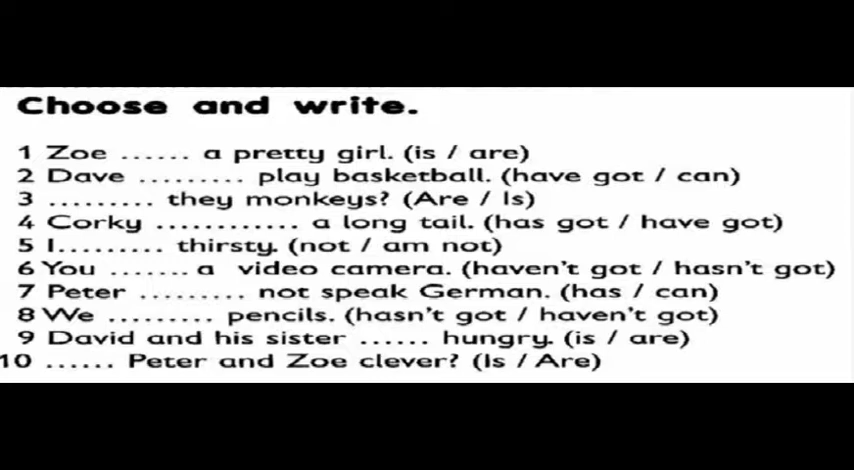 Choose and write.
1 Zoe ...... a pretty girl. (is / are)
2 Dave ......... play basketball. (have got / can)
3 ......... they monkeys? (Are / Is)
4 Corky ............ a long tail. (has got / have got)
5 I......... thirsty. (not / am not)
6 You ....... a video camera. (haven't got / hasn't got)
7 Peter ......... not speak German. (has / can)
8 We ......... pencils. (hasn't got / haven't got)
9 David and his sister ...... hungry. (is / are)
10 ...... Peter and Zoe clever? (Is / Are)